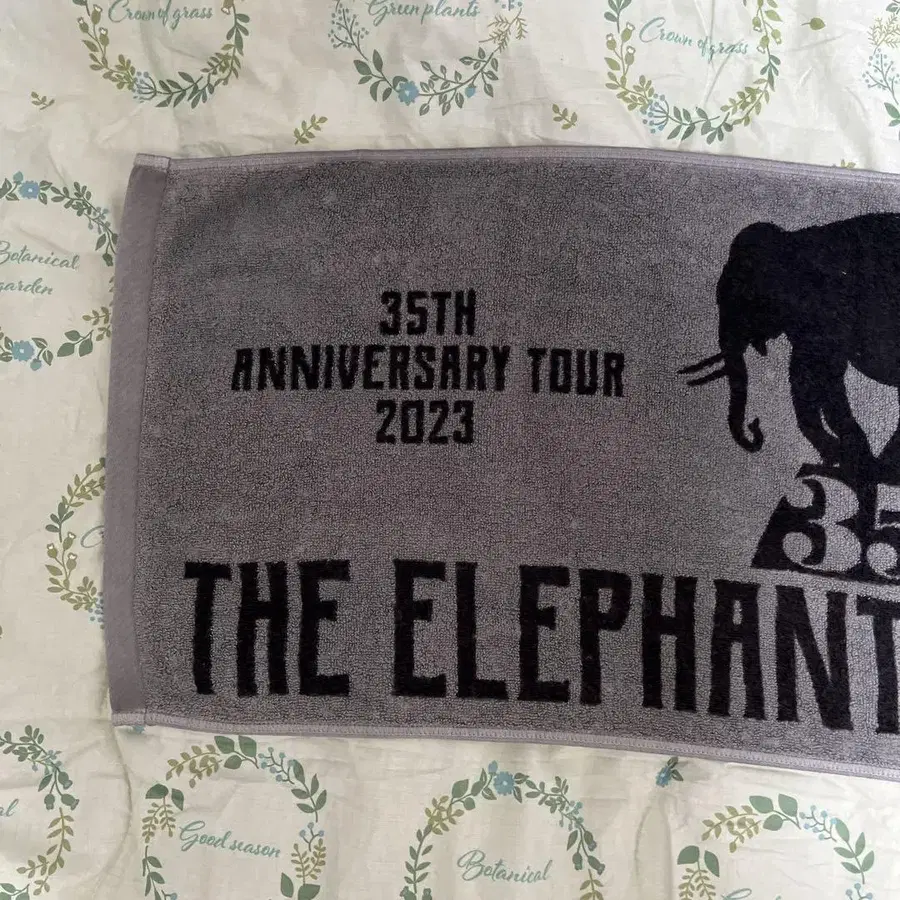 Crown of grass
Green plants
Crown of grass
Botanical
garden
35TH
ANNIVERSARY TOUR
2023
35
THE ELEPHANT
Good season
Botanical